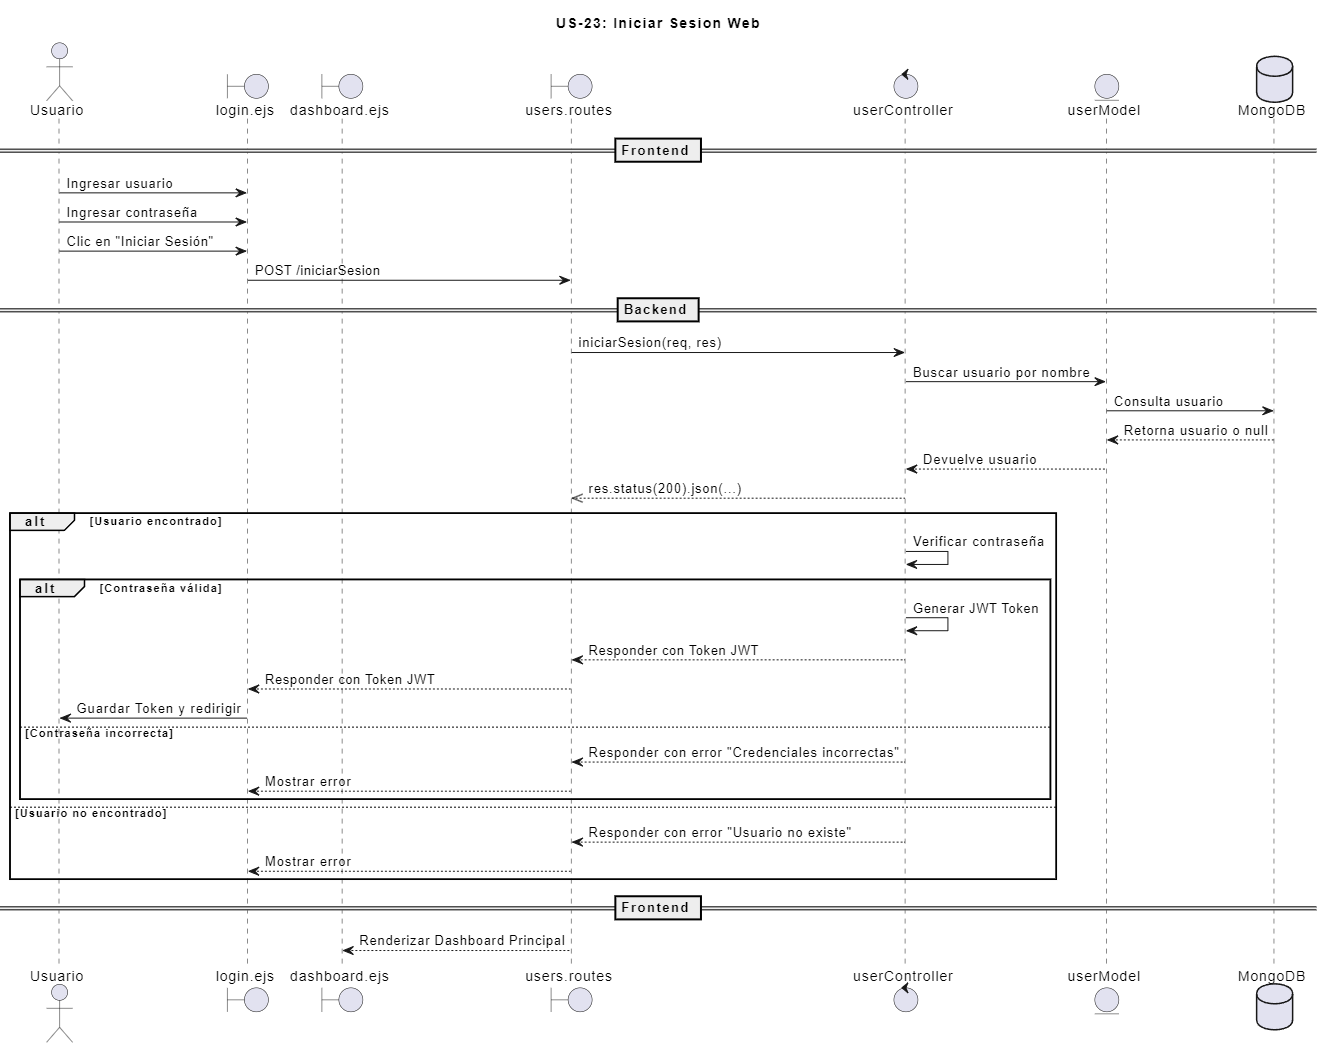 US-23: Iniciar Sesion Web
Usuario
login.ejs
dashboard.ejs
users.routes
userController
userModel
MongoDB
Frontend
Ingresar usuario
Ingresar contraseña
Clic en "Iniciar Sesión"
POST /iniciarSesion
Backend
iniciarSesion(req, res)
Buscar usuario por nombre
Consulta usuario
Retorna usuario o null
Devuelve usuario
res.status(200).json(...)
alt [Usuario encontrado]
Verificar contraseña
alt [Contraseña válida]
Generar JWT Token
Responder con Token JWT
Responder con Token JWT
Guardar Token y redirigir
[Contraseña incorrecta]
Responder con error "Credenciales incorrectas"
Mostrar error
[Usuario no encontrado]
Responder con error "Usuario no existe"
Mostrar error
Frontend
Renderizar Dashboard Principal
Usuario
login.ejs
dashboard.ejs
users.routes
userController
userModel
MongoDB